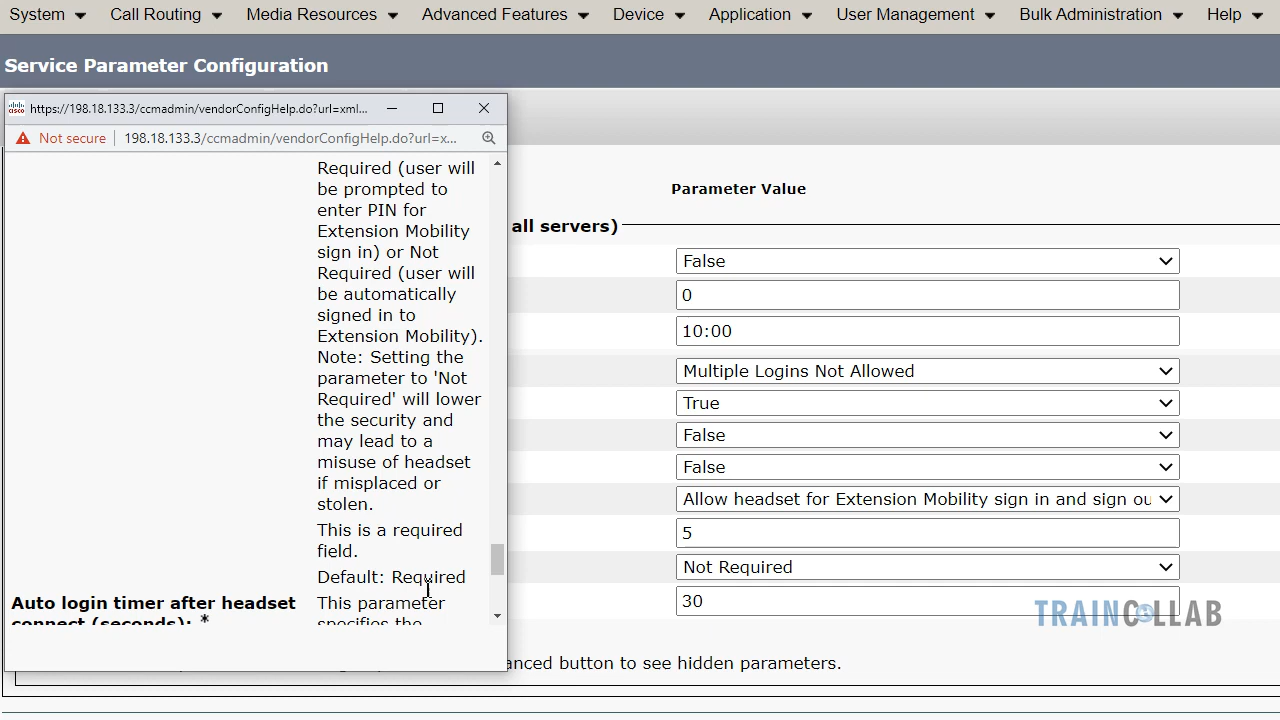 System Call Routing Media Resources Advanced Features Device Application User Management Bulk Administration Help
Service Parameter Configuration
https://198.18.133.3/ccmadmin/vendorConfigHelp.do?url=xml...
Not secure 198.18.133.3/ccmadmin/vendorConfigHelp.do?url=x...
Required (user will
be prompted to
enter PIN for
Extension Mobility
sign in) or Not
Required (user will
be automatically
signed in to
Extension Mobility).
Note: Setting the
parameter to 'Not
Required' will lower
the security and
may lead to a
misuse of headset
if misplaced or
stolen.
This is a required
field.
Default: Required
Auto login timer after headset
connect (seconds): *
This parameter
specifies the
Parameter Value
all servers)
False
0
10:00
Multiple Logins Not Allowed
True
False
False
Allow headset for Extension Mobility sign in and sign ou
5
Not Required
30
TRAINCOLLAB
anced button to see hidden parameters.